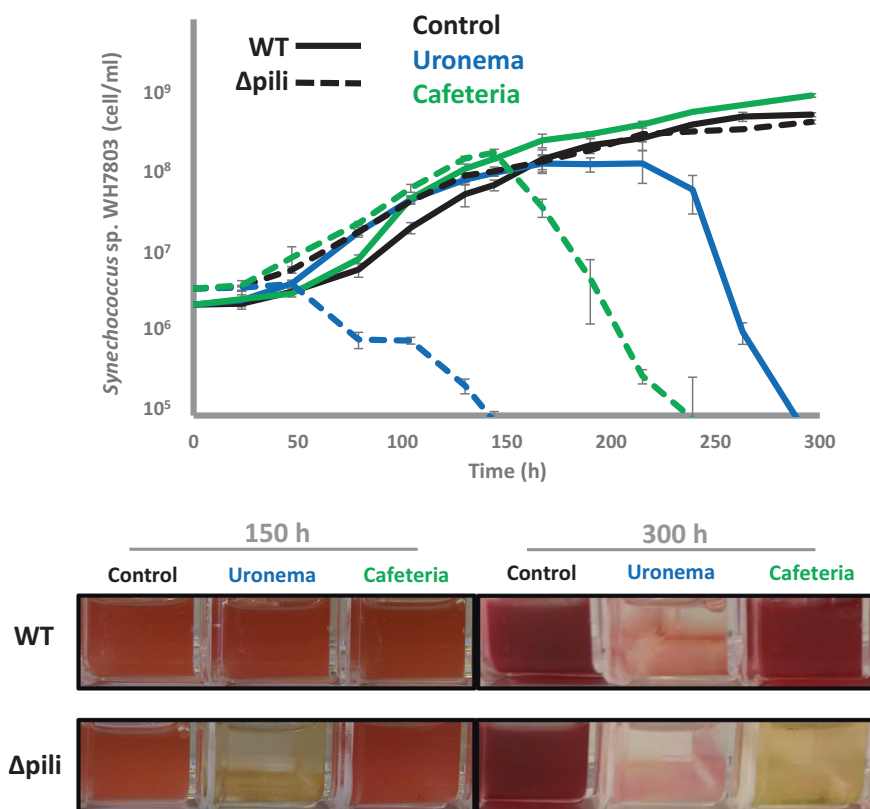 Control
WT
Uronema
Δpili
Cafeteria
Synechococcus sp. WH7803 (cell/ml)
10⁹
10⁸
10⁷
10⁶
10⁵
0 50 100 150 200 250 300
Time (h)
150 h 300 h
Control Uronema Cafeteria Control Uronema Cafeteria
WT
Δpili